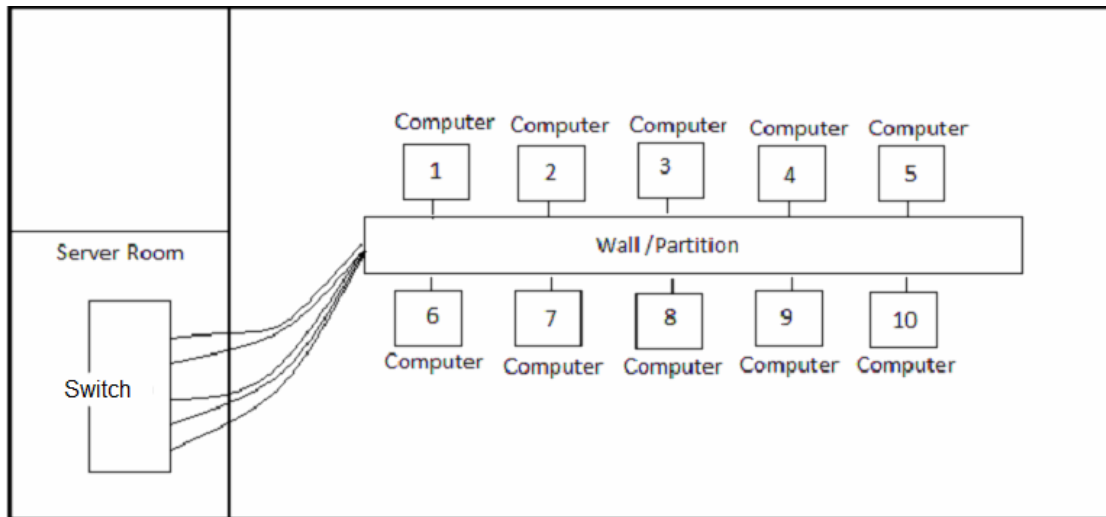 Computer
Computer
Computer
Computer
Computer
1
2
3
4
5
Server Room
Wall /Partition
Switch
6
7
8
9
10
Computer
Computer
Computer
Computer
Computer